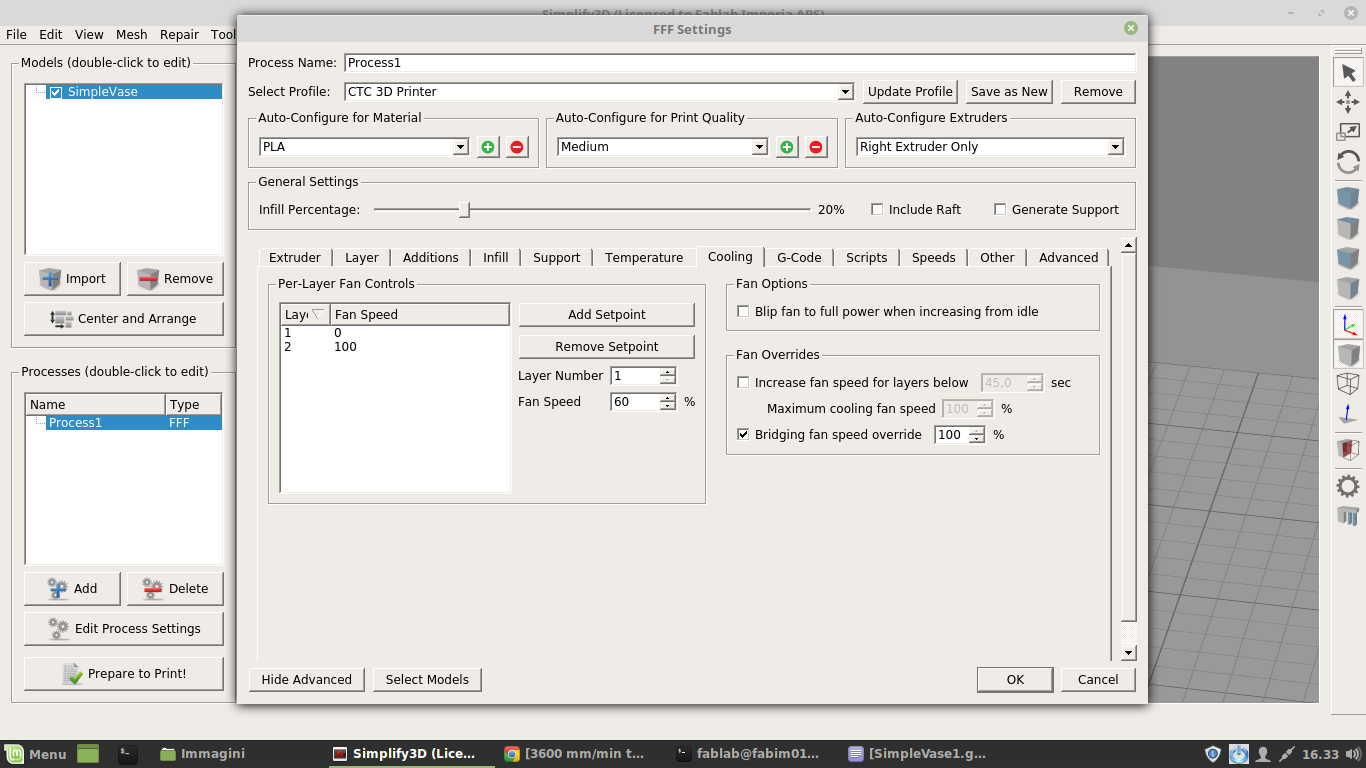 Simplify3D (Licensed to Fablab Imperia APS)
File Edit View Mesh Repair Tool
Models (double-click to edit)
SimpleVase
Import Remove
Center and Arrange
Processes (double-click to edit)
Name Type
Process1 FFF
Add Delete
Edit Process Settings
Prepare to Print!
FFF Settings
Process Name: Process1
Select Profile: CTC 3D Printer Update Profile Save as New Remove
Auto-Configure for Material Auto-Configure for Print Quality Auto-Configure Extruders
PLA Medium Right Extruder Only
General Settings
Infill Percentage: 20% Include Raft Generate Support
Extruder Layer Additions Infill Support Temperature Cooling G-Code Scripts Speeds Other Advanced
Per-Layer Fan Controls
Laye Fan Speed
1 0
2 100
Add Setpoint
Remove Setpoint
Layer Number 1
Fan Speed 60 %
Fan Options
Blip fan to full power when increasing from idle
Fan Overrides
Increase fan speed for layers below 45,0 sec
Maximum cooling fan speed 100 %
Bridging fan speed override 100 %
Hide Advanced Select Models OK Cancel
Menu Immagini Simplify3D (Lice... [3600 mm/min t... fablab@fabim01... [SimpleVase1.g... 16.33